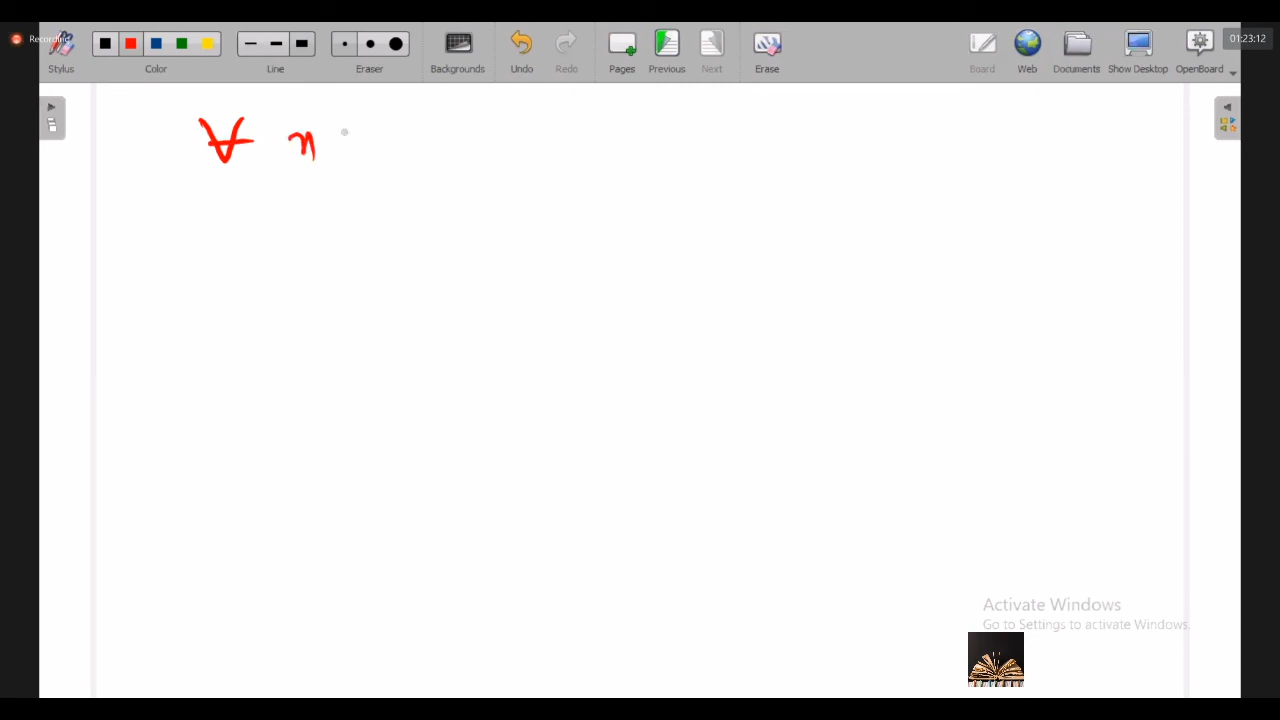 Recording
01:23:12
Stylus Color Line Eraser Backgrounds Undo Redo Pages Previous Next Erase Board Web Documents Show Desktop OpenBoard
∀ n
Activate Windows
Go to Settings to activate Windows.